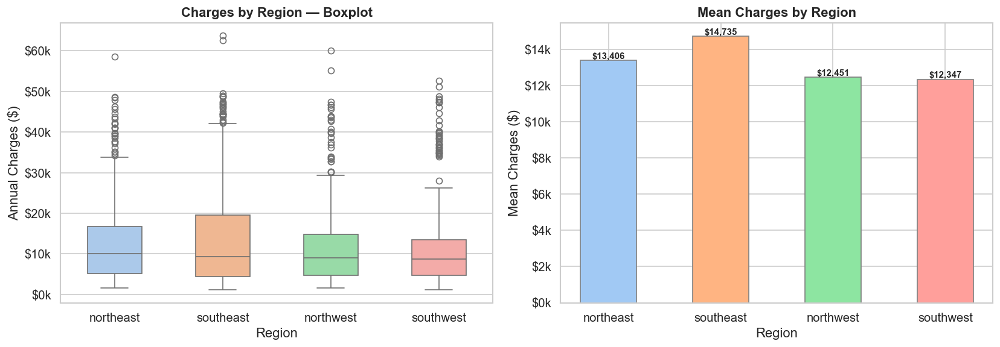 Charges by Region — Boxplot
Annual Charges ($)
$60k
$50k
$40k
$30k
$20k
$10k
$0k
northeast southeast northwest southwest
Region
Mean Charges by Region
Mean Charges ($)
$14k
$12k
$10k
$8k
$6k
$4k
$2k
$0k
$13,406
$14,735
$12,451
$12,347
northeast southeast northwest southwest
Region